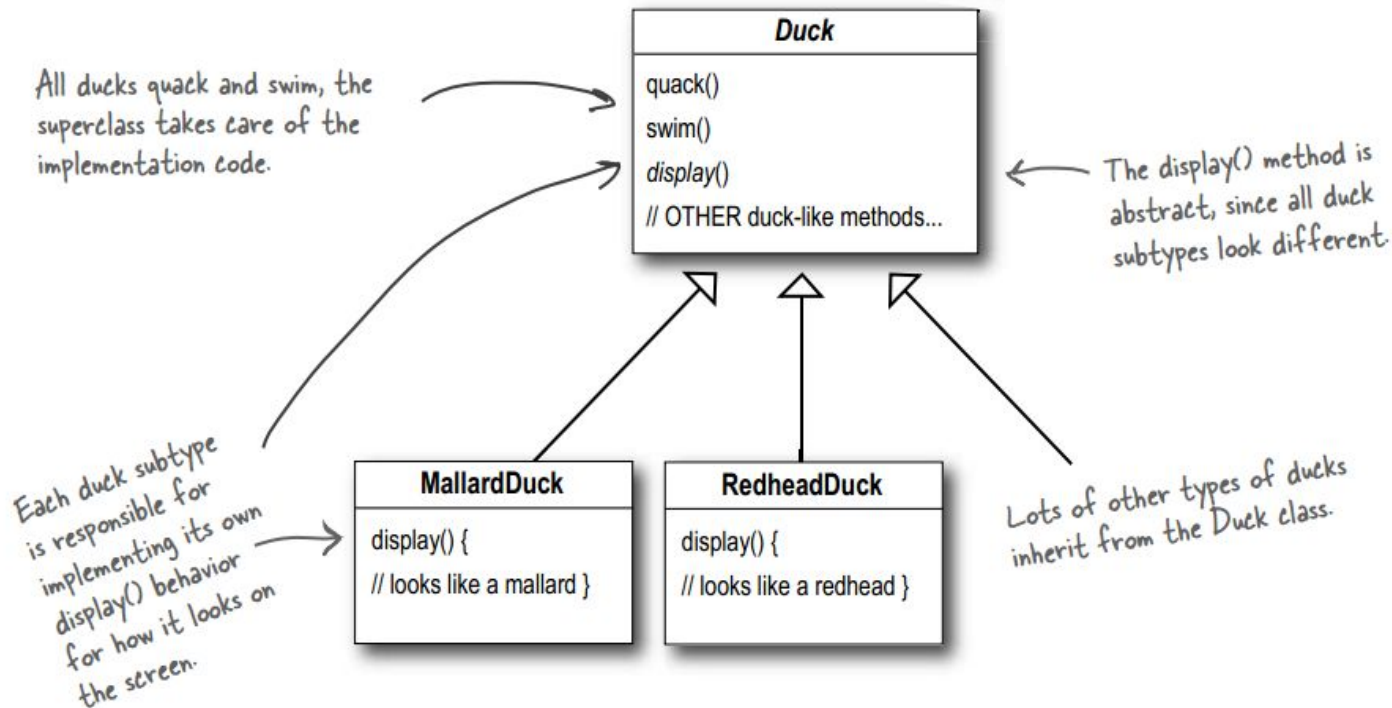 Duck
quack()
swim()
display()
// OTHER duck-like methods...
All ducks quack and swim, the
superclass takes care of the
implementation code.
The display() method is
abstract, since all duck
subtypes look different.
Each duck subtype
is responsible for
implementing its own
display() behavior
for how it looks on
the screen.
MallardDuck
display() {
// looks like a mallard }
RedheadDuck
display() {
// looks like a redhead }
Lots of other types of ducks
inherit from the Duck class.